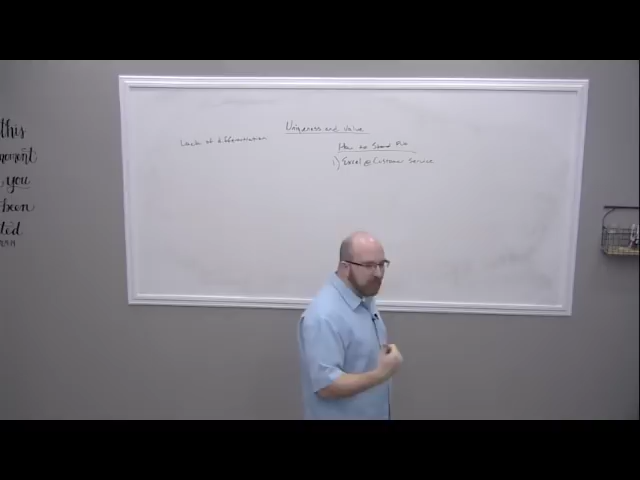 this
moment
you
been
Uniqueness and Value
Lack of differentiation
How to Stand Out
1) Excel @ Customer Service